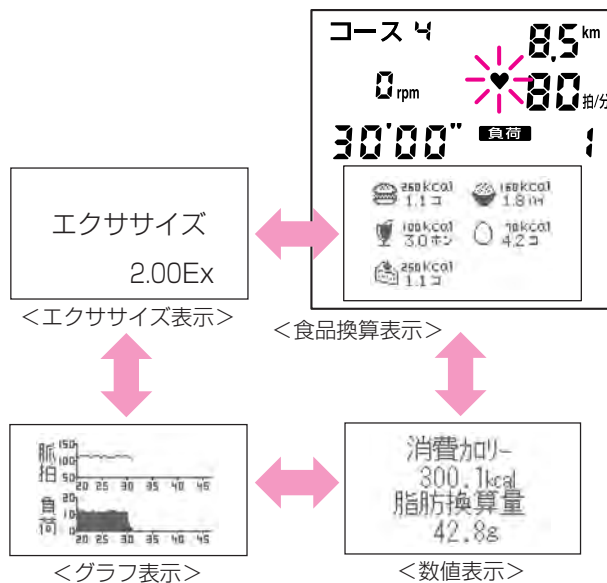 コース 4
8.5 km
0 rpm
80 拍/分
30'00" 負荷 1
260kcal
1.1コ
160kcal
1.8ハイ
100kcal
3.0ホン
70kcal
4.2コ
250kcal
1.1コ
<食品換算表示>
エクササイズ
2.00Ex
<エクササイズ表示>
脈拍
150
100
50
20 25 30 35 40 45
負荷
20
10
0
20 25 30 35 40 45
<グラフ表示>
消費カロリー
300.1kcal
脂肪換算量
42.8g
<数値表示>